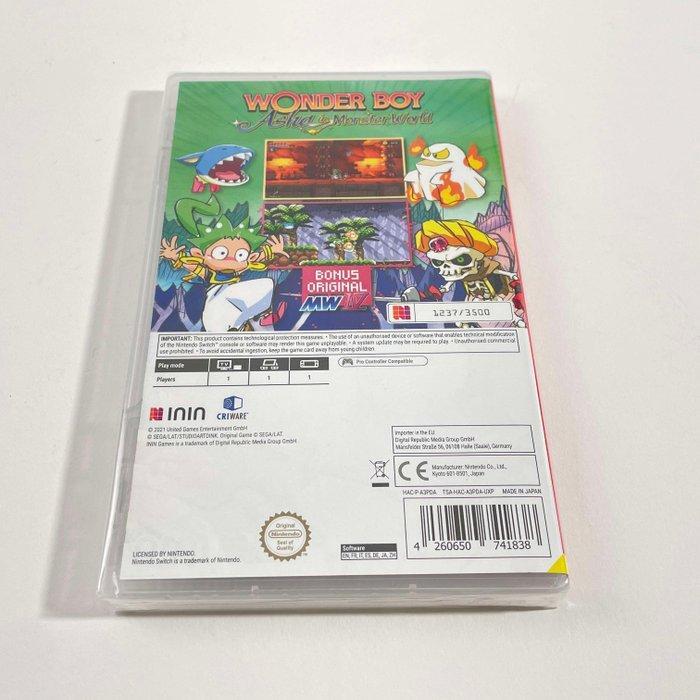 WONDER BOY
Asha in Monster World
BONUS
ORIGINAL
MW IV
1237/3500
IMPORTANT: This product contains technological protection measures. • The use of an unauthorised device or software that enables technical modification
of the Nintendo Switch™ console or software may render this game unplayable. • A system update may be required to play. • Unauthorised commercial
use prohibited. • To avoid accidental ingestion, keep the game card away from young children.
Play mode
Pro Controller Compatible
Players 1 1 1
ININ CRIWARE
© 2021 United Games Entertainment GmbH
© SEGA/LAT/STUDIOARTDINK. Original Game © SEGA/LAT.
ININ Games is a trademark of Digital Republic Media Group GmbH
Importer in the EU
Digital Republic Media Group GmbH
Mansfelder Straße 56, 06108 Halle (Saale), Germany
CE
Manufacturer: Nintendo Co., Ltd.,
Kyoto 601-8501, Japan
HAC-P-A3PDA TSA-HAC-A3PDA-UXP MADE IN JAPAN
Original
Nintendo
Seal of
Quality
LICENSED BY NINTENDO.
Nintendo Switch is a trademark of Nintendo.
Software
EN, FR, IT, ES, DE, JA, ZH
4 260650 741838